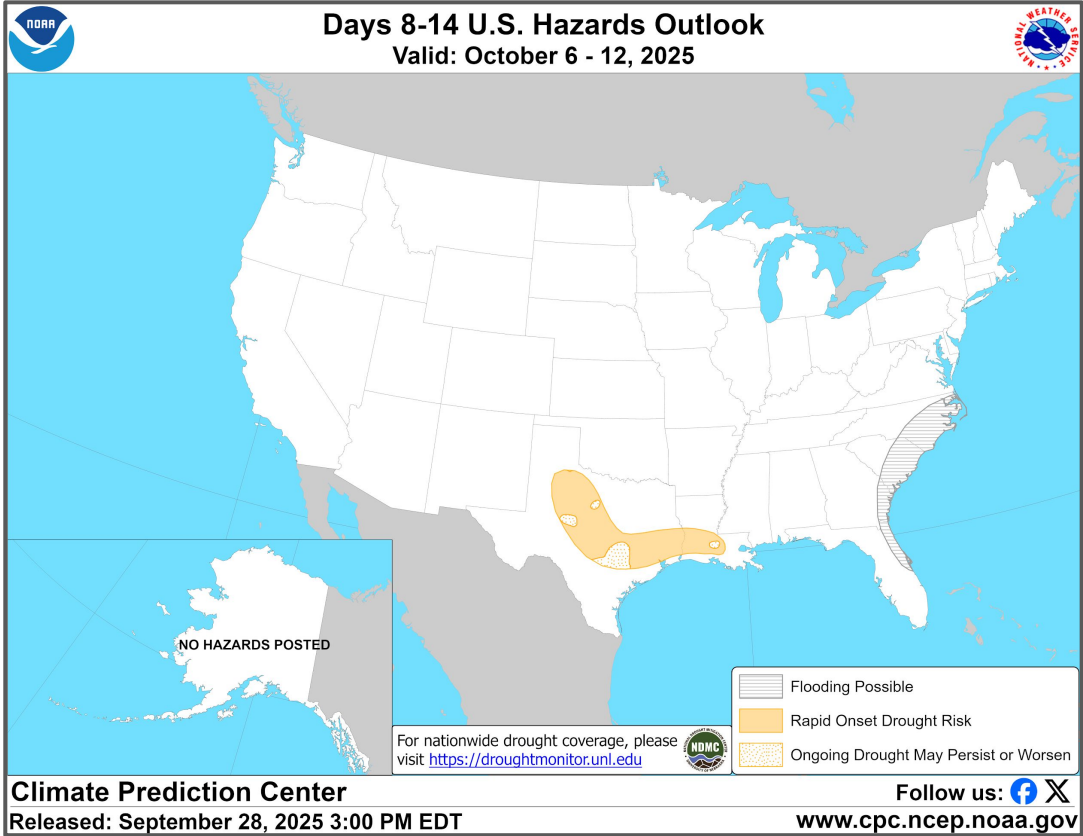 NOAA
Days 8-14 U.S. Hazards Outlook
Valid: October 6 - 12, 2025
NATIONAL WEATHER SERVICE
NO HAZARDS POSTED
For nationwide drought coverage, please
visit https://droughtmonitor.unl.edu
NDMC
Flooding Possible
Rapid Onset Drought Risk
Ongoing Drought May Persist or Worsen
Climate Prediction Center
Follow us:
Released: September 28, 2025 3:00 PM EDT
www.cpc.ncep.noaa.gov